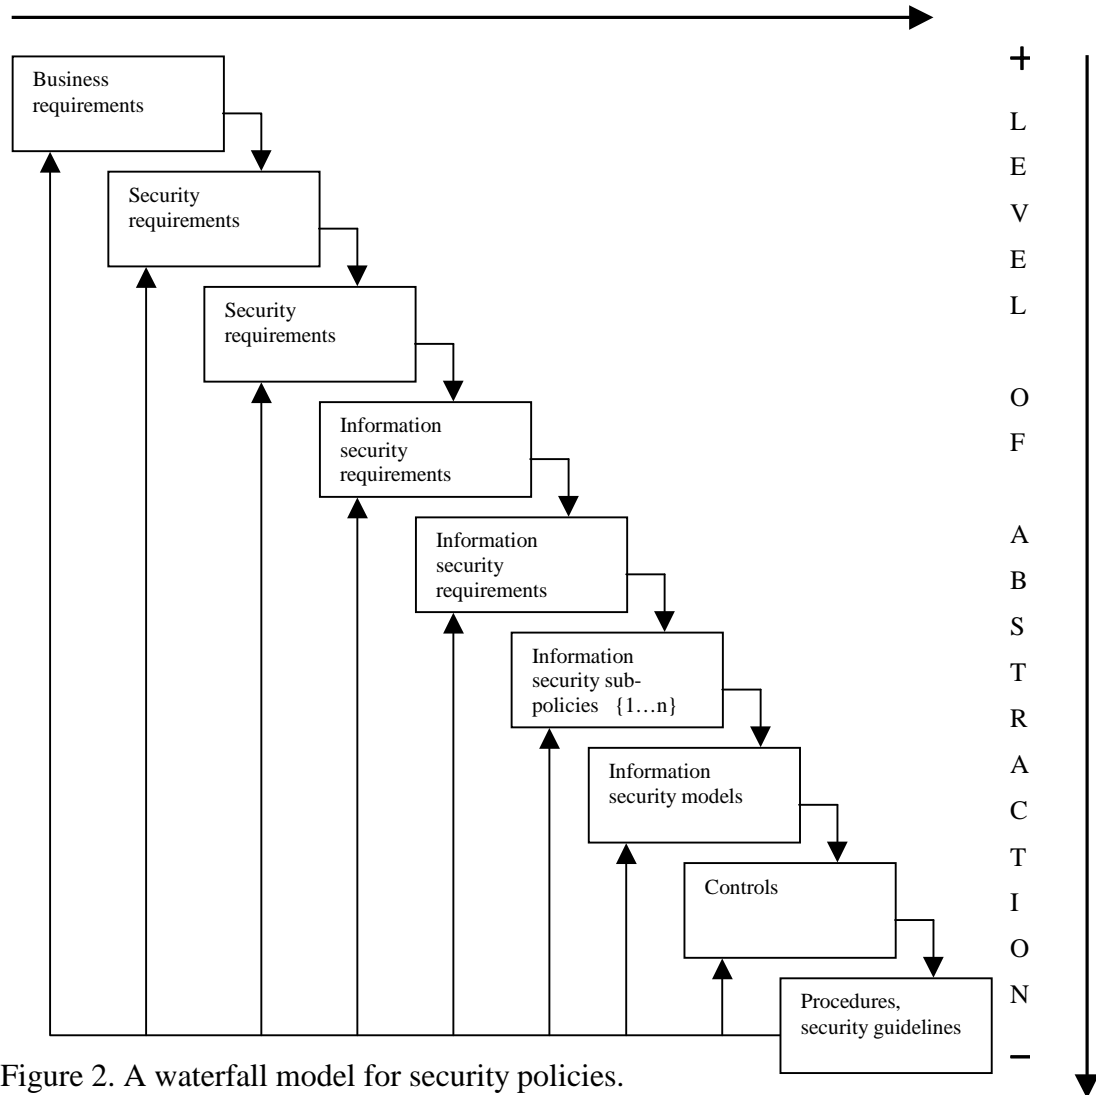 Business
requirements
Security
requirements
Security
requirements
Information
security
requirements
Information
security
requirements
Information
security sub-
policies {1…n}
Information
security models
Controls
Procedures,
security guidelines
+
L
E
V
E
L
O
F
A
B
S
T
R
A
C
T
I
O
N
–
Figure 2. A waterfall model for security policies.